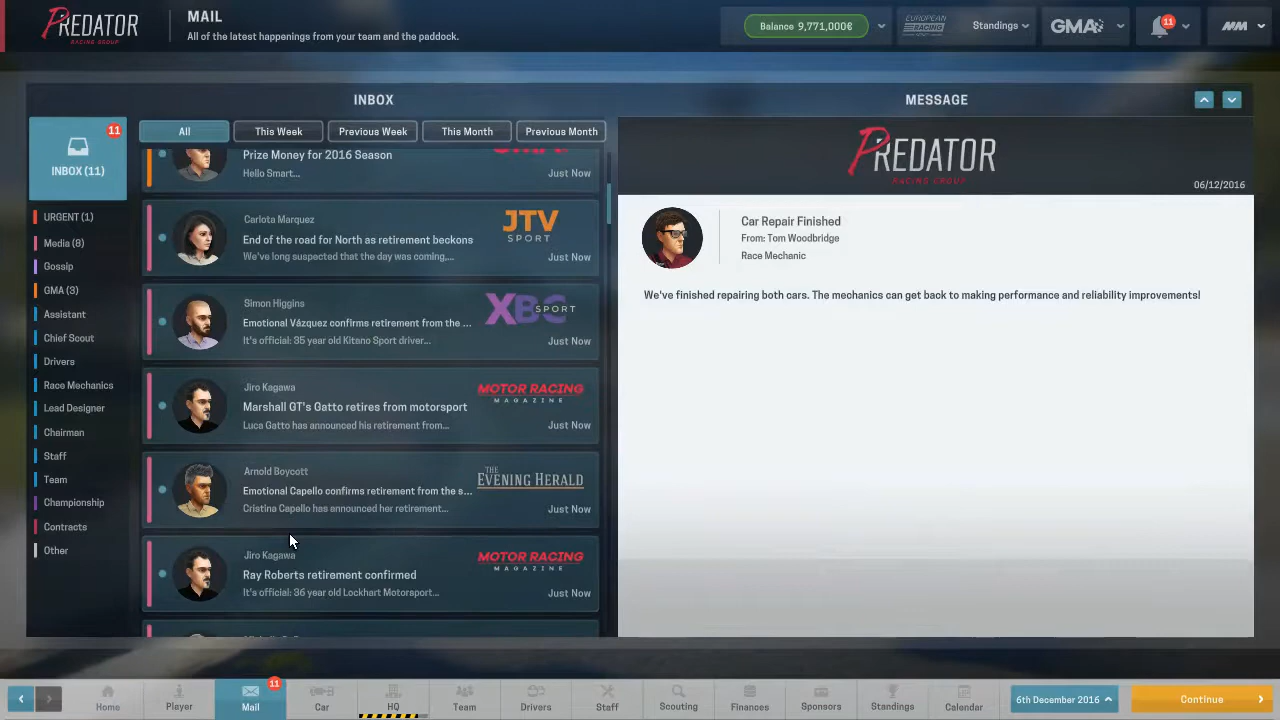 PREDATOR
RACING GROUP
MAIL
All of the latest happenings from your team and the paddock.
Balance 9,771,000€
EUROPEAN
RACING
Standings
GMA
11
INBOX
MESSAGE
11
INBOX (11)
All
This Week
Previous Week
This Month
Previous Month
URGENT (1)
Media (8)
Gossip
GMA (3)
Assistant
Chief Scout
Drivers
Race Mechanics
Lead Designer
Chairman
Staff
Team
Championship
Contracts
Other
Prize Money for 2016 Season
Hello Smart...
Just Now
Carlota Marquez
End of the road for North as retirement beckons
We've long suspected that the day was coming,...
JTV
SPORT
Just Now
Simon Higgins
Emotional Vázquez confirms retirement from the ...
It's official: 35 year old Kitano Sport driver...
XBC SPORT
Just Now
Jiro Kagawa
Marshall GT's Gatto retires from motorsport
Luca Gatto has announced his retirement from...
MOTOR RACING
MAGAZINE
Just Now
Arnold Boycott
Emotional Capello confirms retirement from the s...
Cristina Capello has announced her retirement...
THE
EVENING HERALD
Just Now
Jiro Kagawa
Ray Roberts retirement confirmed
It's official: 36 year old Lockhart Motorsport...
MOTOR RACING
MAGAZINE
Just Now
PREDATOR
RACING GROUP
06/12/2016
Car Repair Finished
From: Tom Woodbridge
Race Mechanic
We've finished repairing both cars. The mechanics can get back to making performance and reliability improvements!
Home
Player
11
Mail
Car
HQ
Team
Drivers
Staff
Scouting
Finances
Sponsors
Standings
Calendar
6th December 2016
Continue